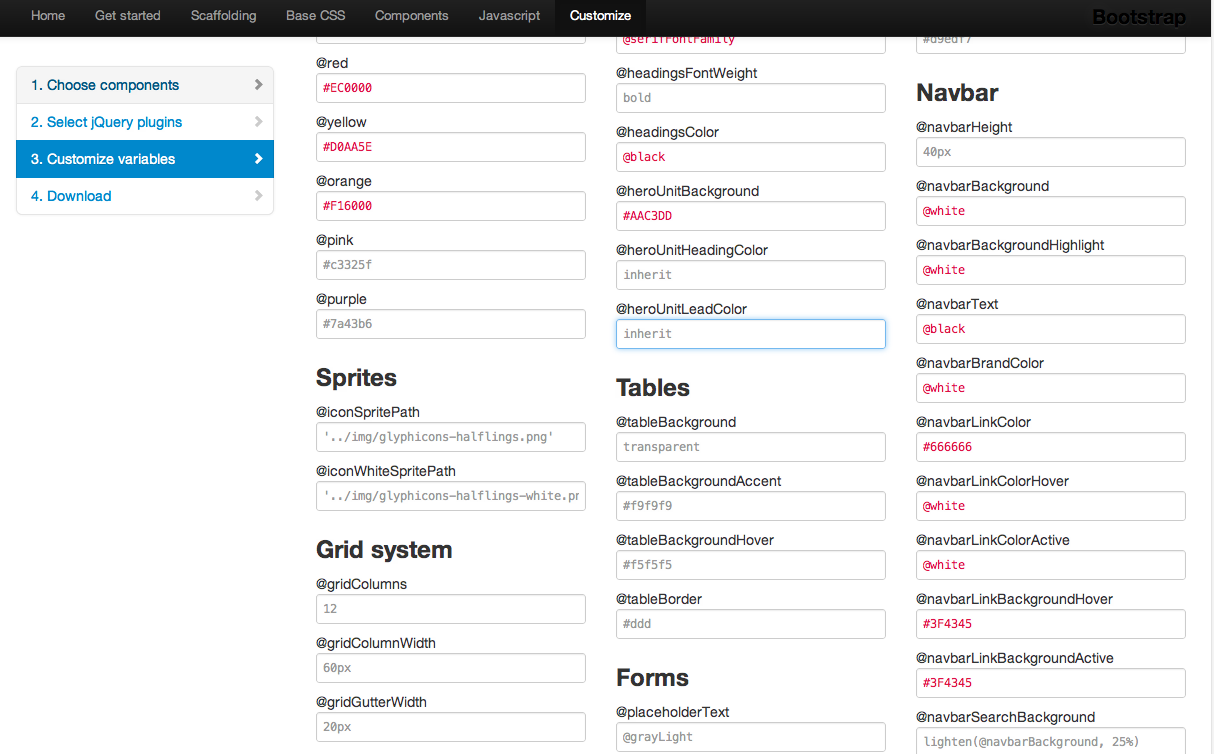 Home Get started Scaffolding Base CSS Components Javascript Customize Bootstrap
1. Choose components
2. Select jQuery plugins
3. Customize variables
4. Download
@red
#EC0000
@yellow
#D0AA5E
@orange
#F16000
@pink
#c3325f
@purple
#7a43b6
Sprites
@iconSpritePath
'../img/glyphicons-halflings.png'
@iconWhiteSpritePath
'../img/glyphicons-halflings-white.pn
Grid system
@gridColumns
12
@gridColumnWidth
60px
@gridGutterWidth
20px
@serifFontFamily
@headingsFontWeight
bold
@headingsColor
@black
@heroUnitBackground
#AAC3DD
@heroUnitHeadingColor
inherit
@heroUnitLeadColor
inherit
Tables
@tableBackground
transparent
@tableBackgroundAccent
#f9f9f9
@tableBackgroundHover
#f5f5f5
@tableBorder
#ddd
Forms
@placeholderText
@grayLight
#d9edf7
Navbar
@navbarHeight
40px
@navbarBackground
@white
@navbarBackgroundHighlight
@white
@navbarText
@black
@navbarBrandColor
@white
@navbarLinkColor
#666666
@navbarLinkColorHover
@white
@navbarLinkColorActive
@white
@navbarLinkBackgroundHover
#3F4345
@navbarLinkBackgroundActive
#3F4345
@navbarSearchBackground
lighten(@navbarBackground, 25%)